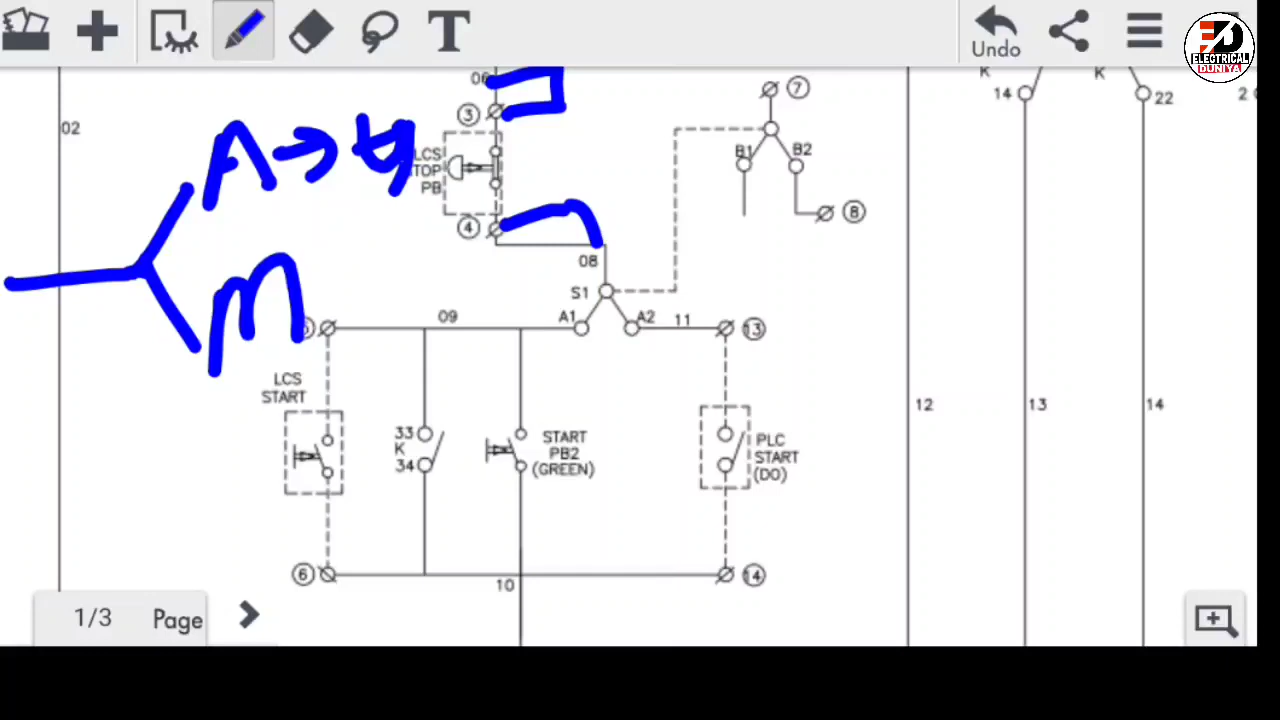 T
Undo
ELECTRICAL
DUNIYA
06
3
7
K
K
14
22
2
02
A
LCS
PB
B1
B2
4
8
08
S1
M
09
A1
A2
11
13
LCS
START
12
13
14
33
K
34
START
PB2
(GREEN)
PLC
START
(DO)
6
14
10
1/3 Page